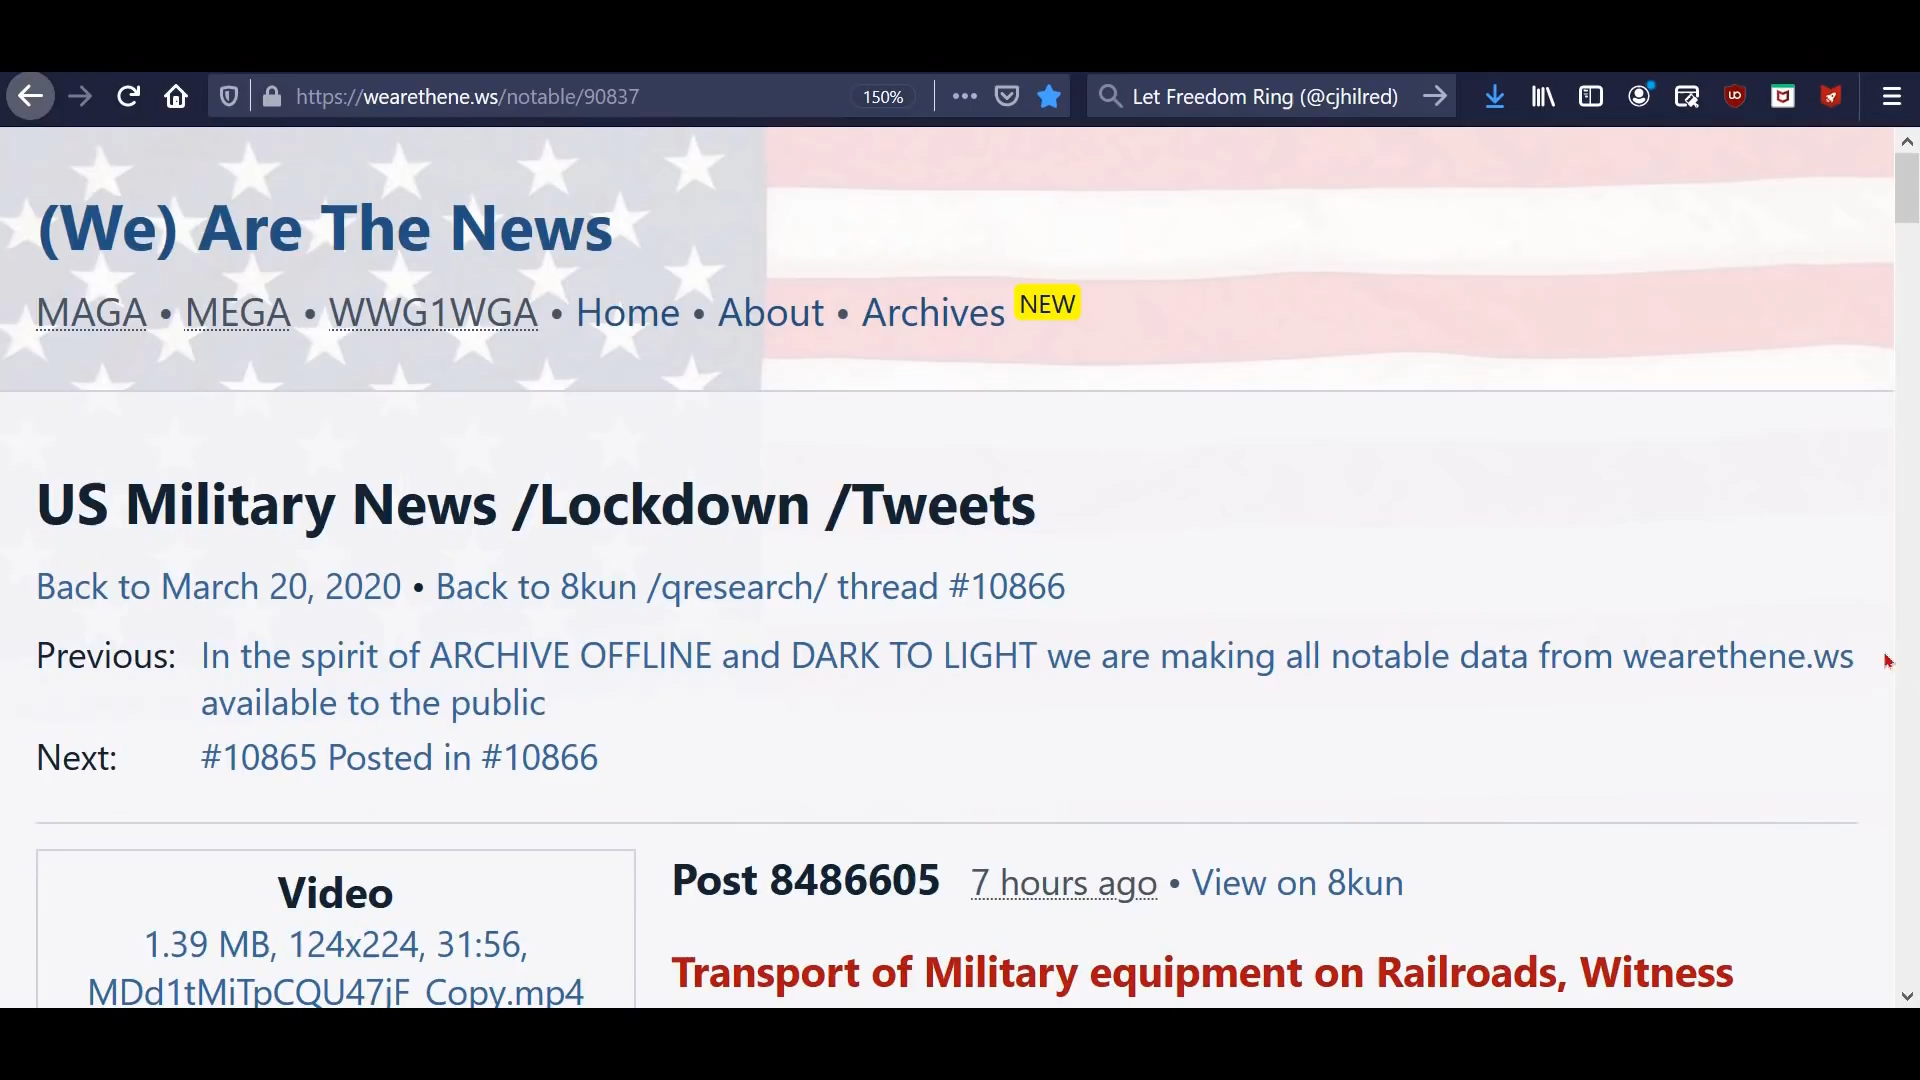 https://wearethene.ws/notable/90837
150%
Let Freedom Ring (@cjhilred)
(We) Are The News
MAGA • MEGA • WWG1WGA • Home • About • Archives NEW
US Military News /Lockdown /Tweets
Back to March 20, 2020 • Back to 8kun /qresearch/ thread #10866
Previous: In the spirit of ARCHIVE OFFLINE and DARK TO LIGHT we are making all notable data from wearethene.ws
available to the public
Next: #10865 Posted in #10866
Video
1.39 MB, 124x224, 31:56,
MDd1tMiTpCQU47jF_Copy.mp4
Post 8486605 7 hours ago • View on 8kun
Transport of Military equipment on Railroads, Witness